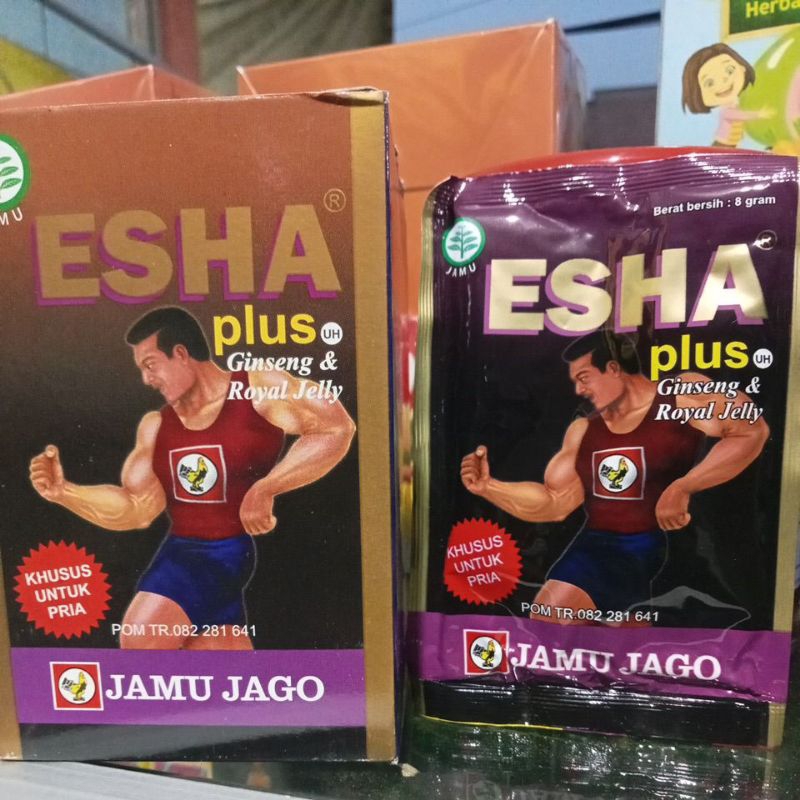 Herba
MU
ESHA®
plus UH
Ginseng &
Royal Jelly
KHUSUS
UNTUK
PRIA
POM TR.082 281 641
JAMU JAGO
Berat bersih : 8 gram
JAMU
ESHA
plus UH
Ginseng &
Royal Jelly
KHUSUS
UNTUK
PRIA
POM TR.082 281 641
JAMU JAGO